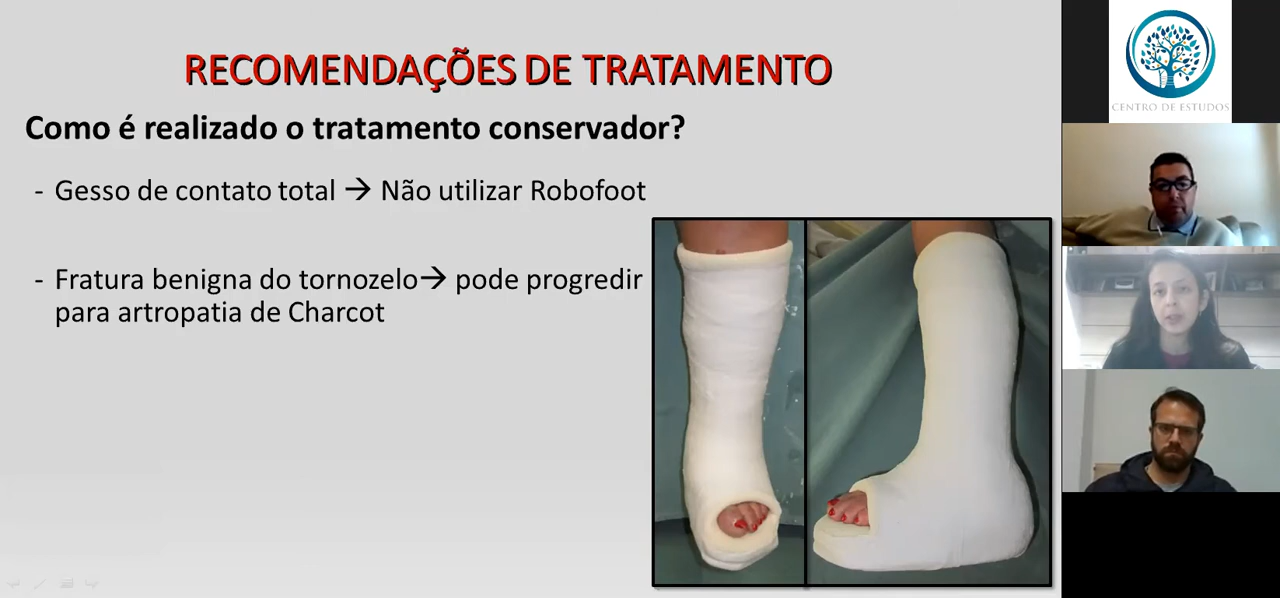 RECOMENDAÇÕES DE TRATAMENTO
Como é realizado o tratamento conservador?
- Gesso de contato total → Não utilizar Robofoot
- Fratura benigna do tornozelo→ pode progredir
para artropatia de Charcot
CENTRO DE ESTUDOS